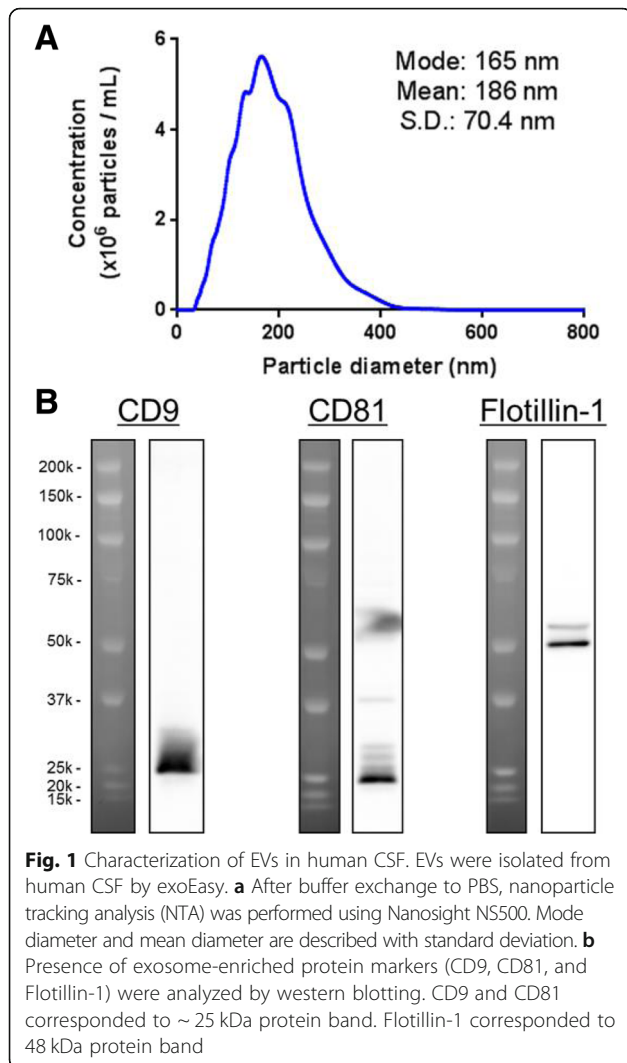 A
6
4
2
0
Concentration
(x10⁶ particles / mL)
Mode: 165 nm
Mean: 186 nm
S.D.: 70.4 nm
0 200 400 600 800
Particle diameter (nm)
B
CD9 CD81 Flotillin-1
200k -
150k -
100k -
75k -
50k -
37k -
25k -
20k -
15k -
Fig. 1 Characterization of EVs in human CSF. EVs were isolated from
human CSF by exoEasy. a After buffer exchange to PBS, nanoparticle
tracking analysis (NTA) was performed using Nanosight NS500. Mode
diameter and mean diameter are described with standard deviation. b
Presence of exosome-enriched protein markers (CD9, CD81, and
Flotillin-1) were analyzed by western blotting. CD9 and CD81
corresponded to ~ 25 kDa protein band. Flotillin-1 corresponded to
48 kDa protein band